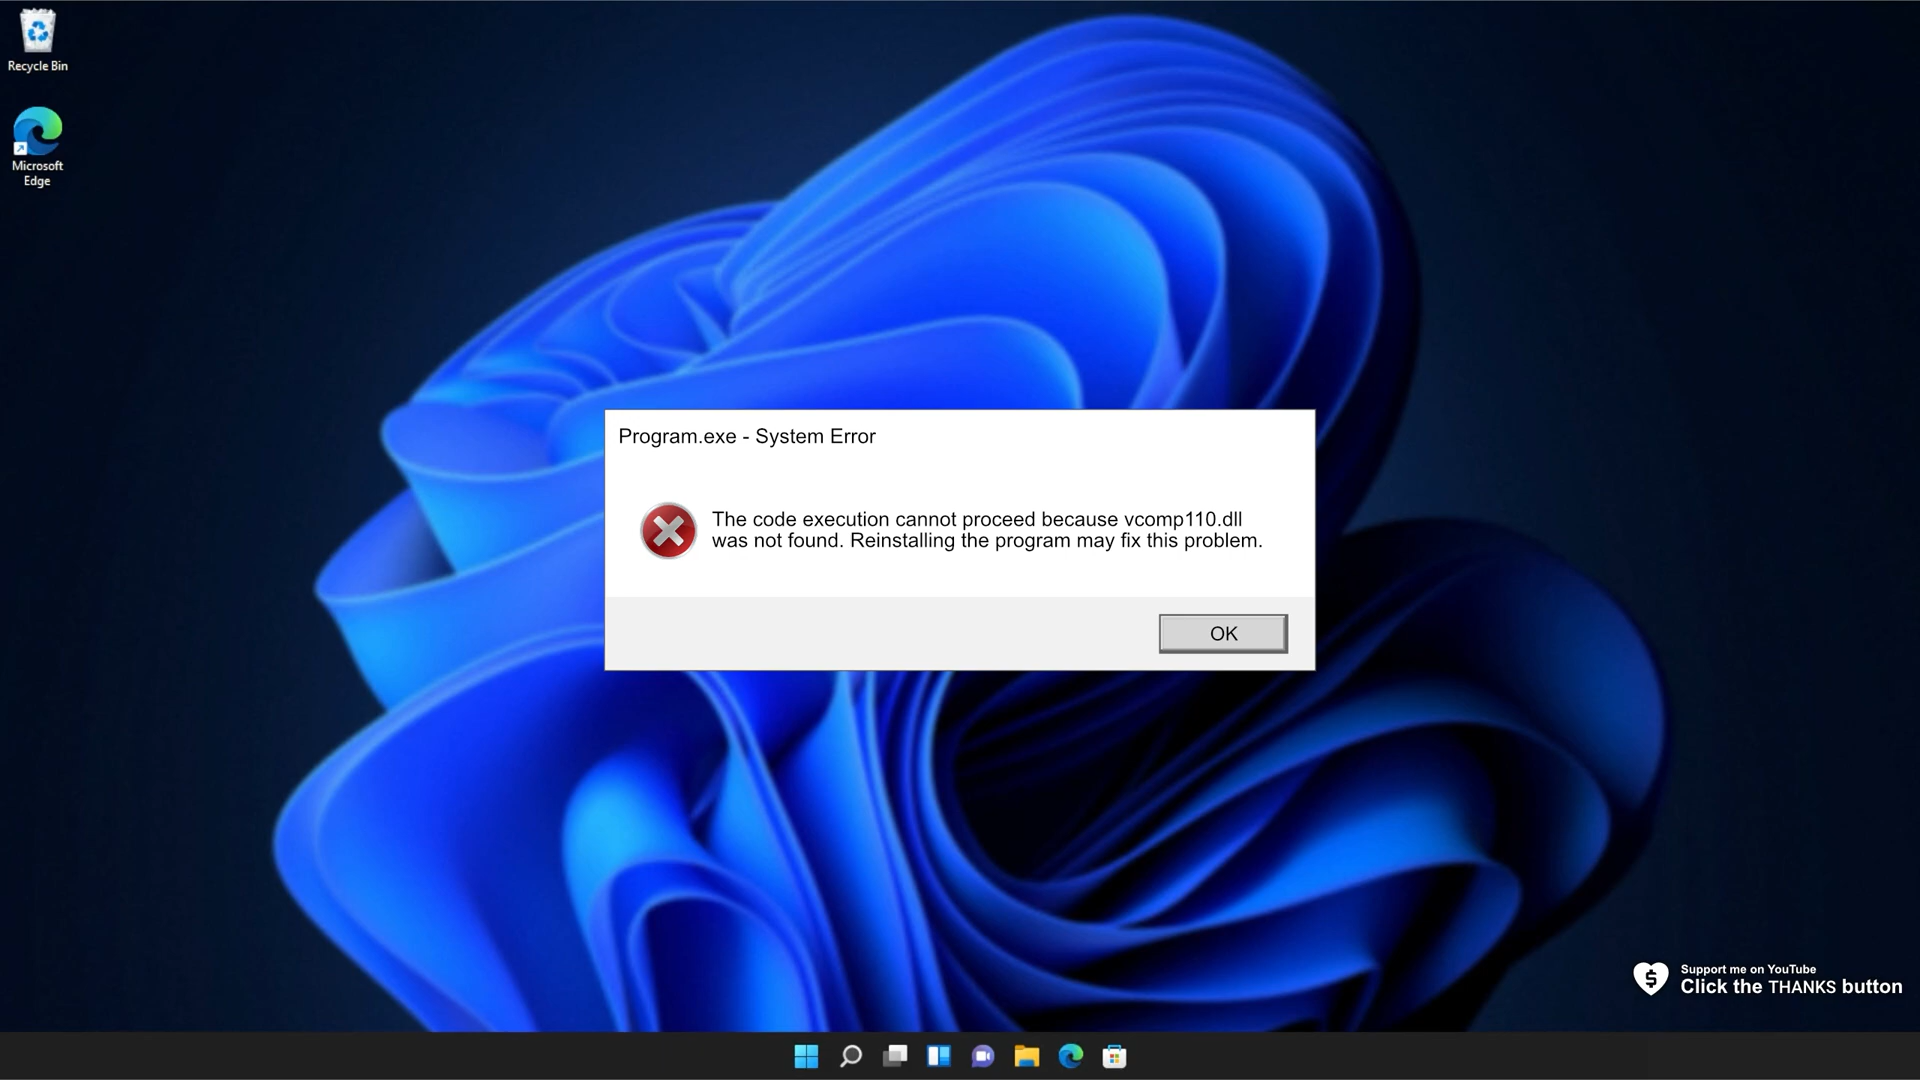 Recycle Bin
Microsoft
Edge
Program.exe - System Error
The code execution cannot proceed because vcomp110.dll
was not found. Reinstalling the program may fix this problem.
OK
Support me on YouTube
Click the THANKS button